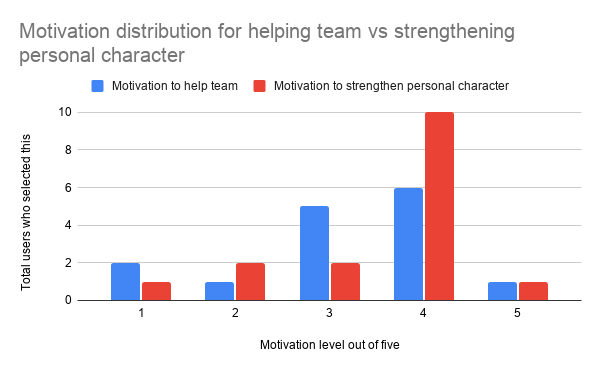 Motivation distribution for helping team vs strengthening
personal character
Motivation to help team
Motivation to strengthen personal character
Total users who selected this
10
8
6
4
2
0
1
2
3
4
5
Motivation level out of five